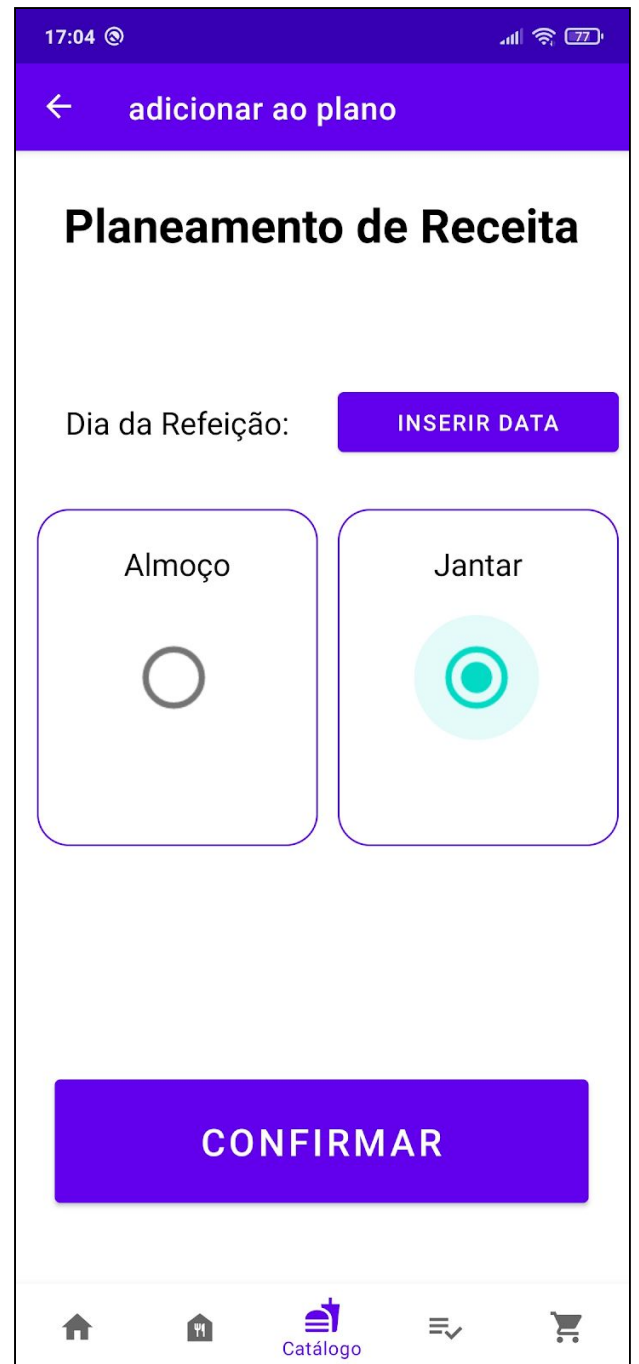 17:04
77
adicionar ao plano
Planeamento de Receita
Dia da Refeição:
INSERIR DATA
Almoço
Jantar
CONFIRMAR
Catálogo